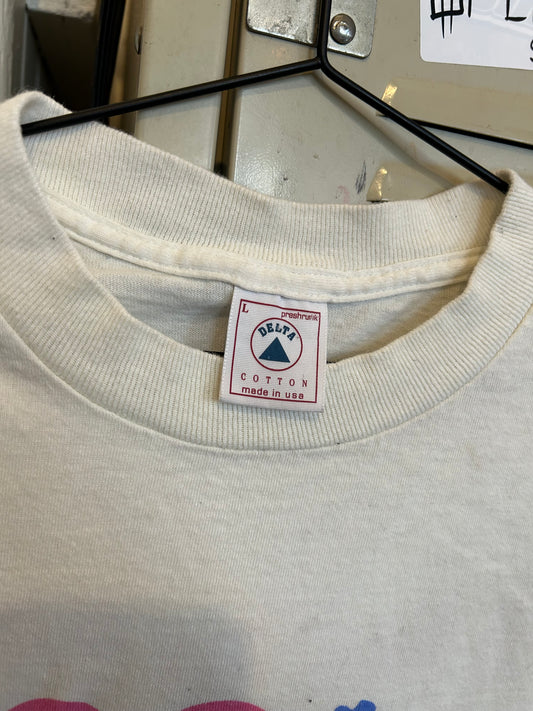 L preshrunk
DELTA
COTTON
made in usa